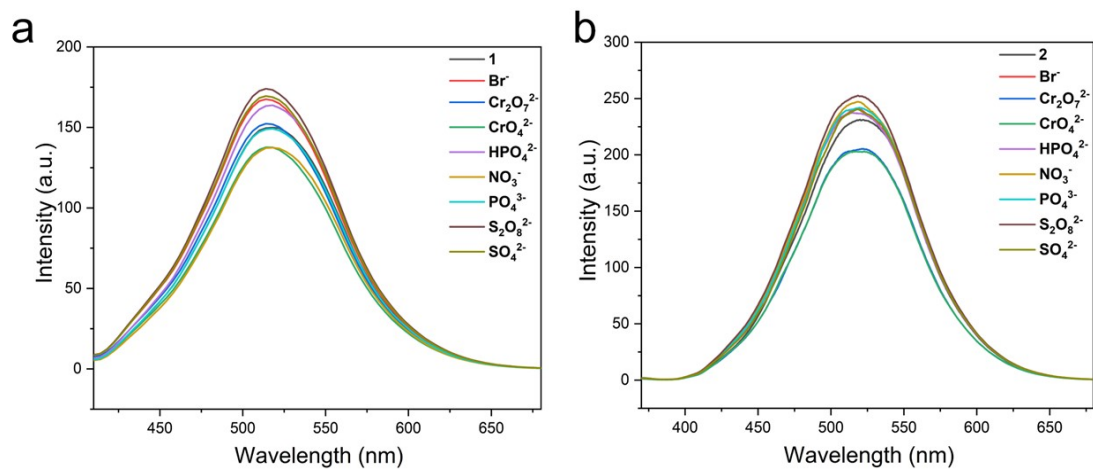 a
200
150
100
50
0
Intensity (a.u.)
450 500 550 600 650
Wavelength (nm)
1
Br⁻
Cr₂O₇²⁻
CrO₄²⁻
HPO₄²⁻
NO₃⁻
PO₄³⁻
S₂O₈²⁻
SO₄²⁻
b
300
250
200
150
100
50
0
Intensity (a.u.)
400 450 500 550 600 650
Wavelength (nm)
2
Br⁻
Cr₂O₇²⁻
CrO₄²⁻
HPO₄²⁻
NO₃⁻
PO₄³⁻
S₂O₈²⁻
SO₄²⁻